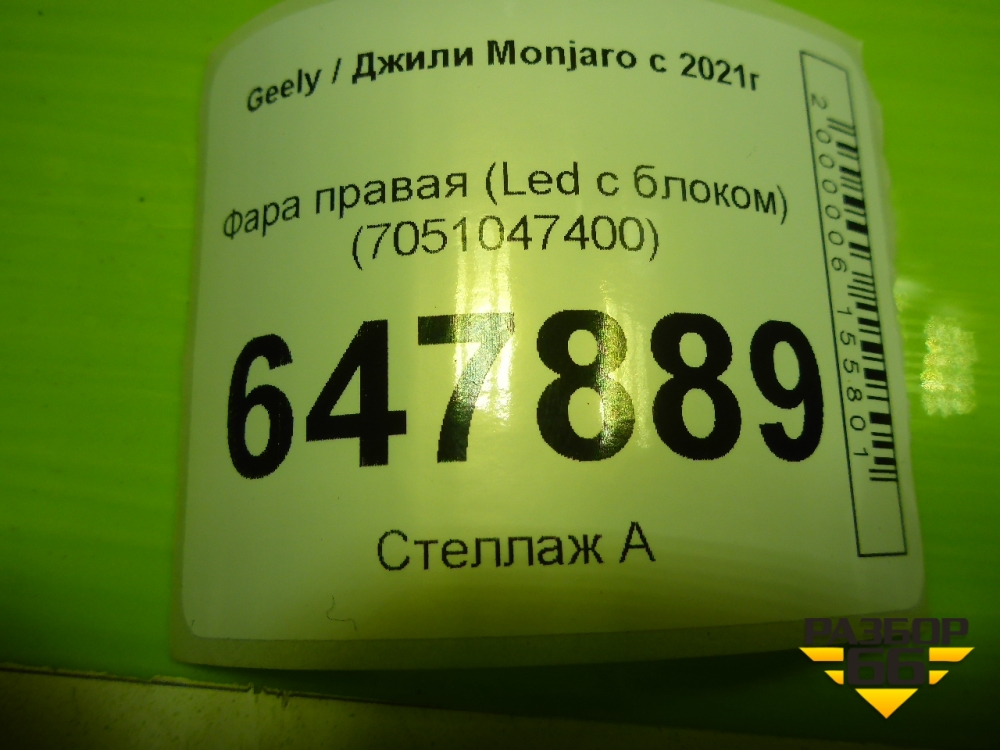 Geely / Джили Monjaro с 2021г
Фара правая (Led с блоком)
(7051047400)
647889
Стеллаж А
2000006155801
РАЗБОР
66